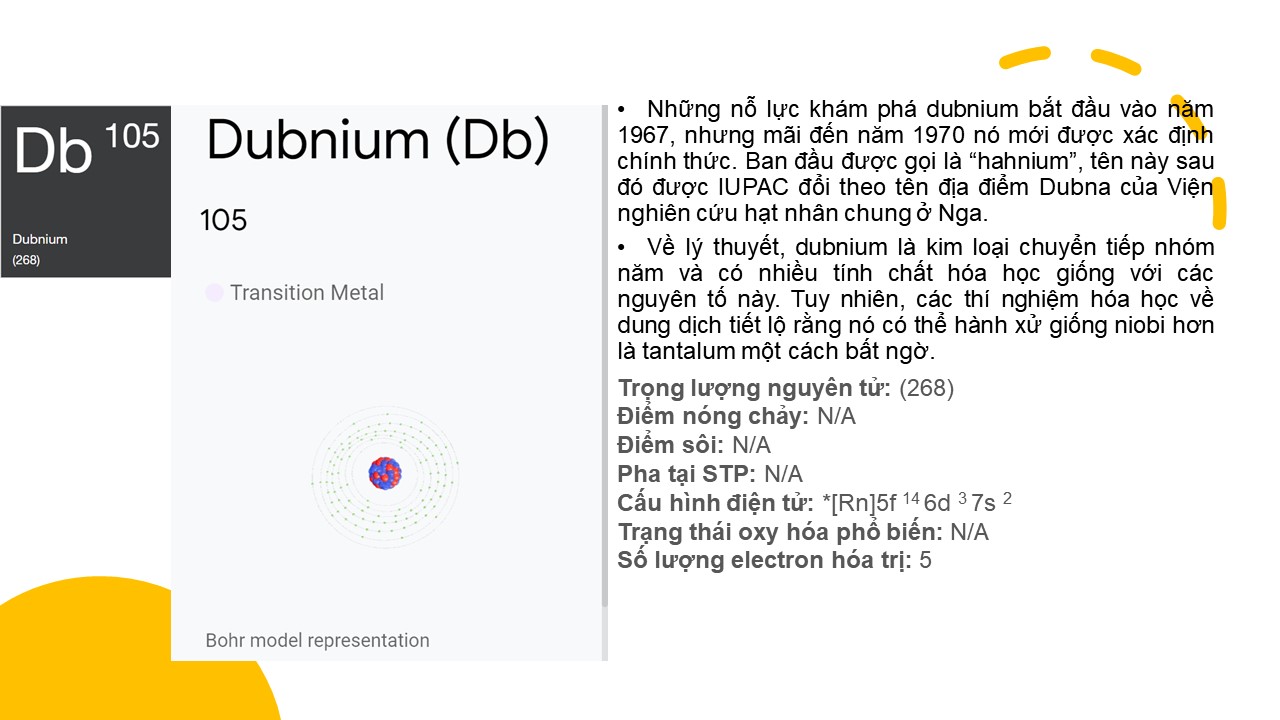 Db 105
Dubnium
(268)
Dubnium (Db)
105
Transition Metal
Bohr model representation
• Những nỗ lực khám phá dubnium bắt đầu vào năm
1967, nhưng mãi đến năm 1970 nó mới được xác định
chính thức. Ban đầu được gọi là “hahnium”, tên này sau
đó được IUPAC đổi theo tên địa điểm Dubna của Viện
nghiên cứu hạt nhân chung ở Nga.
• Về lý thuyết, dubnium là kim loại chuyển tiếp nhóm
năm và có nhiều tính chất hóa học giống với các
nguyên tố này. Tuy nhiên, các thí nghiệm hóa học về
dung dịch tiết lộ rằng nó có thể hành xử giống niobi hơn
là tantalum một cách bất ngờ.
Trọng lượng nguyên tử: (268)
Điểm nóng chảy: N/A
Điểm sôi: N/A
Pha tại STP: N/A
Cấu hình điện tử: *[Rn]5f 14 6d 3 7s 2
Trạng thái oxy hóa phổ biến: N/A
Số lượng electron hóa trị: 5